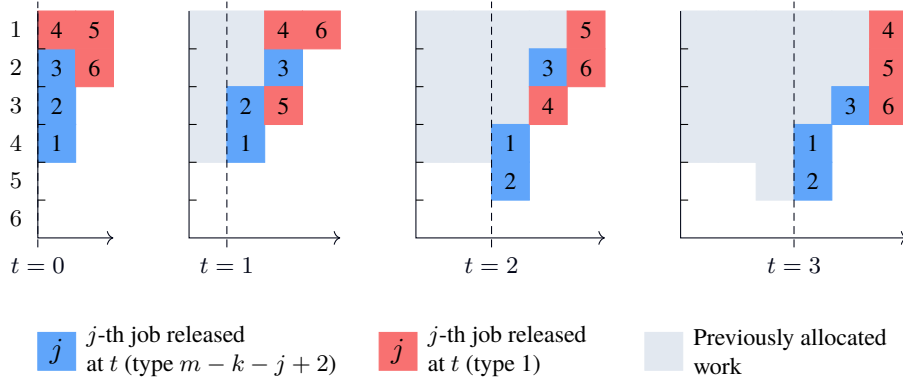 1 4 5 4 6 5 4
2 3 6 3 3 6 5
3 2 2 5 4 3 6
4 1 1 1 1
5 2 2
6
t = 0 t = 1 t = 2 t = 3
j j-th job released at t (type m − k − j + 2)
j j-th job released at t (type 1)
Previously allocated work